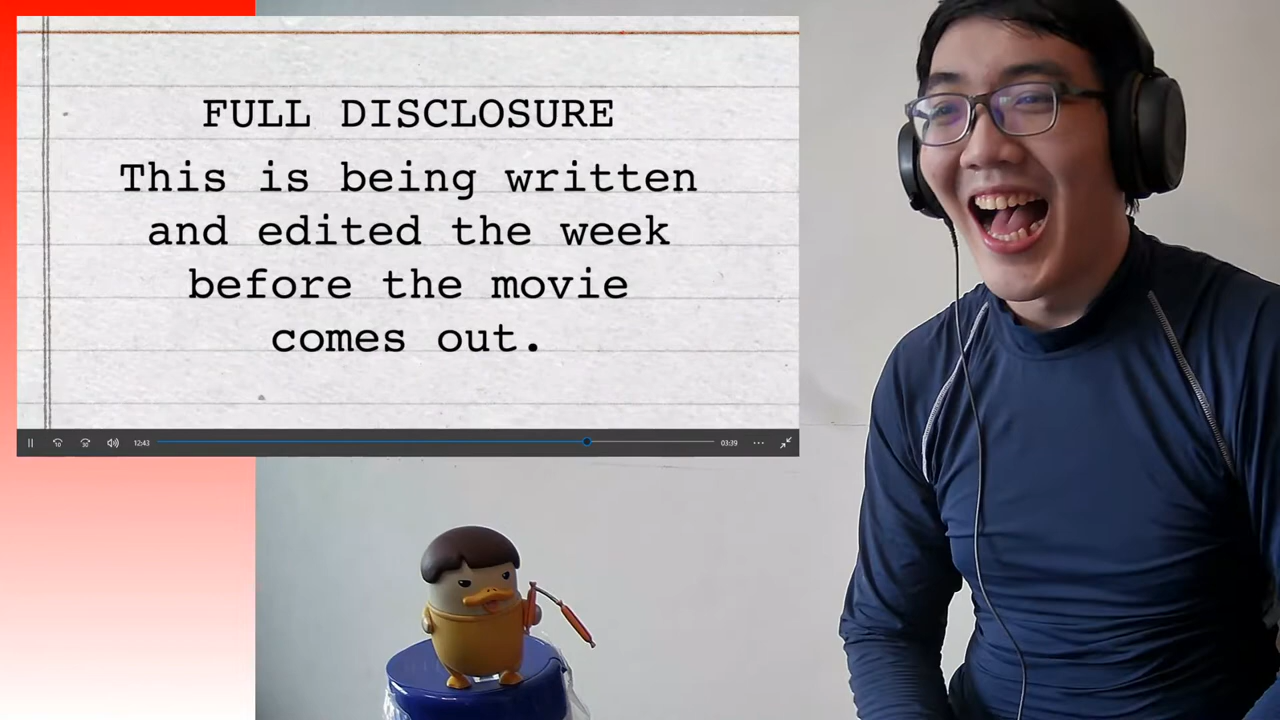 FULL DISCLOSURE
This is being written
and edited the week
before the movie
comes out.
12:43
03:39